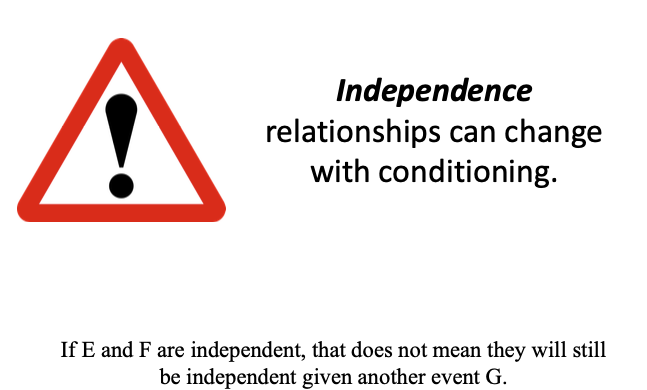 Independence
relationships can change
with conditioning.
If E and F are independent, that does not mean they will still
be independent given another event G.